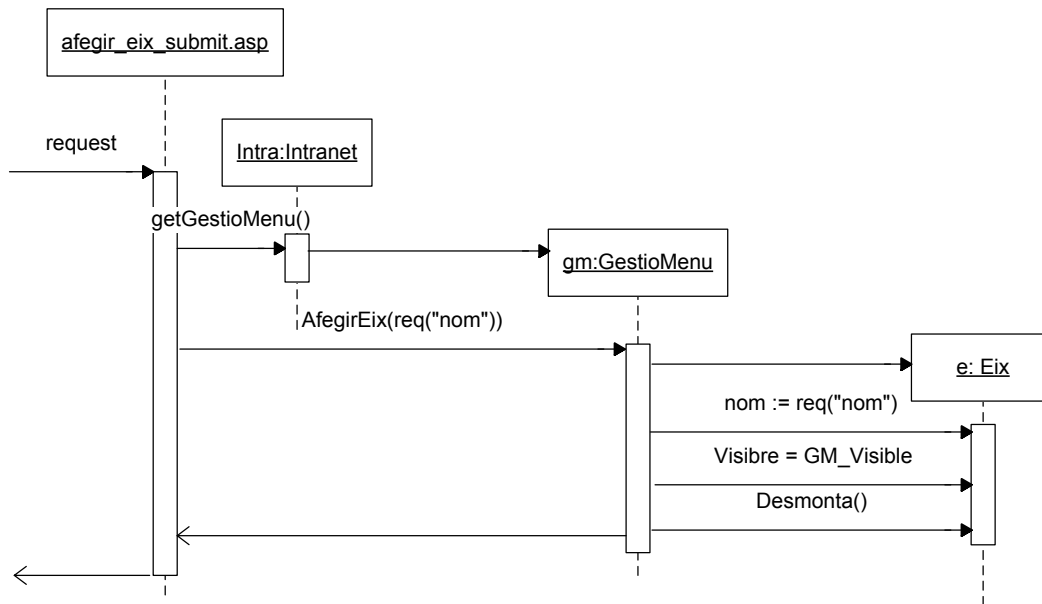 afegir_eix_submit.asp
request
Intra:Intranet
getGestioMenu()
gm:GestioMenu
AfegirEix(req("nom"))
e: Eix
nom := req("nom")
Visibre = GM_Visible
Desmonta()